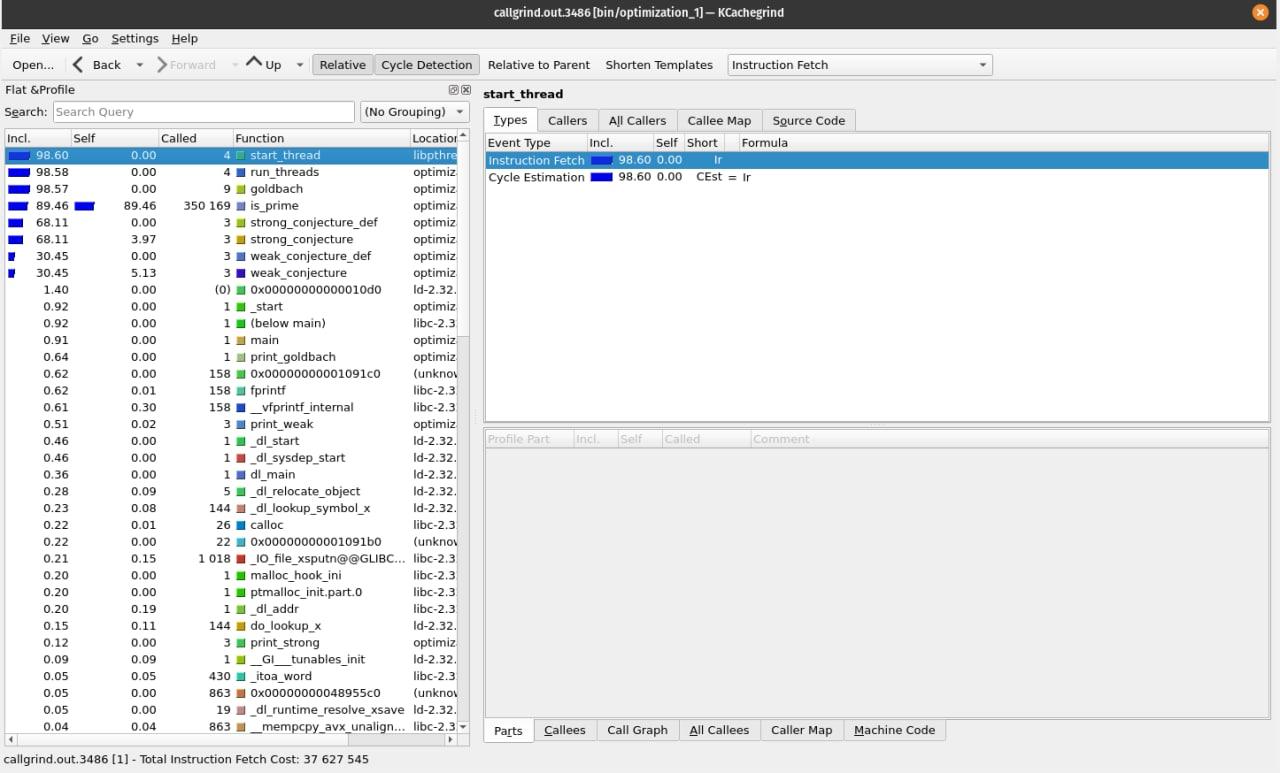 callgrind.out.3486 [bin/optimization_1] — KCachegrind
File View Go Settings Help
Open... Back Forward Up Relative Cycle Detection Relative to Parent Shorten Templates Instruction Fetch
Flat &Profile
Search: Search Query (No Grouping)
Incl. Self Called Function Location
98.60 0.00 4 start_thread libpthre
98.58 0.00 4 run_threads optimiz
98.57 0.00 9 goldbach optimiz
89.46 89.46 350 169 is_prime optimiz
68.11 0.00 3 strong_conjecture_def optimiz
68.11 3.97 3 strong_conjecture optimiz
30.45 0.00 3 weak_conjecture_def optimiz
30.45 5.13 3 weak_conjecture optimiz
1.40 0.00 (0) 0x00000000000010d0 ld-2.32.
0.92 0.00 1 _start optimiz
0.92 0.00 1 (below main) libc-2.3
0.91 0.00 1 main optimiz
0.64 0.00 1 print_goldbach optimiz
0.62 0.00 158 0x00000000001091c0 (unknow
0.62 0.01 158 fprintf libc-2.3
0.61 0.30 158 __vfprintf_internal libc-2.3
0.51 0.02 3 print_weak optimiz
0.46 0.00 1 _dl_start ld-2.32.
0.46 0.00 1 _dl_sysdep_start ld-2.32.
0.36 0.00 1 dl_main ld-2.32.
0.28 0.09 5 _dl_relocate_object ld-2.32.
0.23 0.08 144 _dl_lookup_symbol_x ld-2.32.
0.22 0.01 26 calloc libc-2.3
0.22 0.00 22 0x00000000001091b0 (unknow
0.21 0.15 1 018 _IO_file_xsputn@@GLIBC... libc-2.3
0.20 0.00 1 malloc_hook_ini libc-2.3
0.20 0.00 1 ptmalloc_init.part.0 libc-2.3
0.20 0.19 1 _dl_addr libc-2.3
0.15 0.11 144 do_lookup_x ld-2.32.
0.12 0.00 3 print_strong optimiz
0.09 0.09 1 __GI___tunables_init ld-2.32.
0.05 0.05 430 _itoa_word libc-2.3
0.05 0.00 863 0x00000000048955c0 (unknow
0.05 0.00 19 _dl_runtime_resolve_xsave ld-2.32.
0.04 0.04 863 __mempcpy_avx_unalign... libc-2.3
start_thread
Types Callers All Callers Callee Map Source Code
Event Type Incl. Self Short Formula
Instruction Fetch 98.60 0.00 Ir
Cycle Estimation 98.60 0.00 CEst = Ir
Profile Part Incl. Self Called Comment
Parts Callees Call Graph All Callees Caller Map Machine Code
callgrind.out.3486 [1] - Total Instruction Fetch Cost: 37 627 545